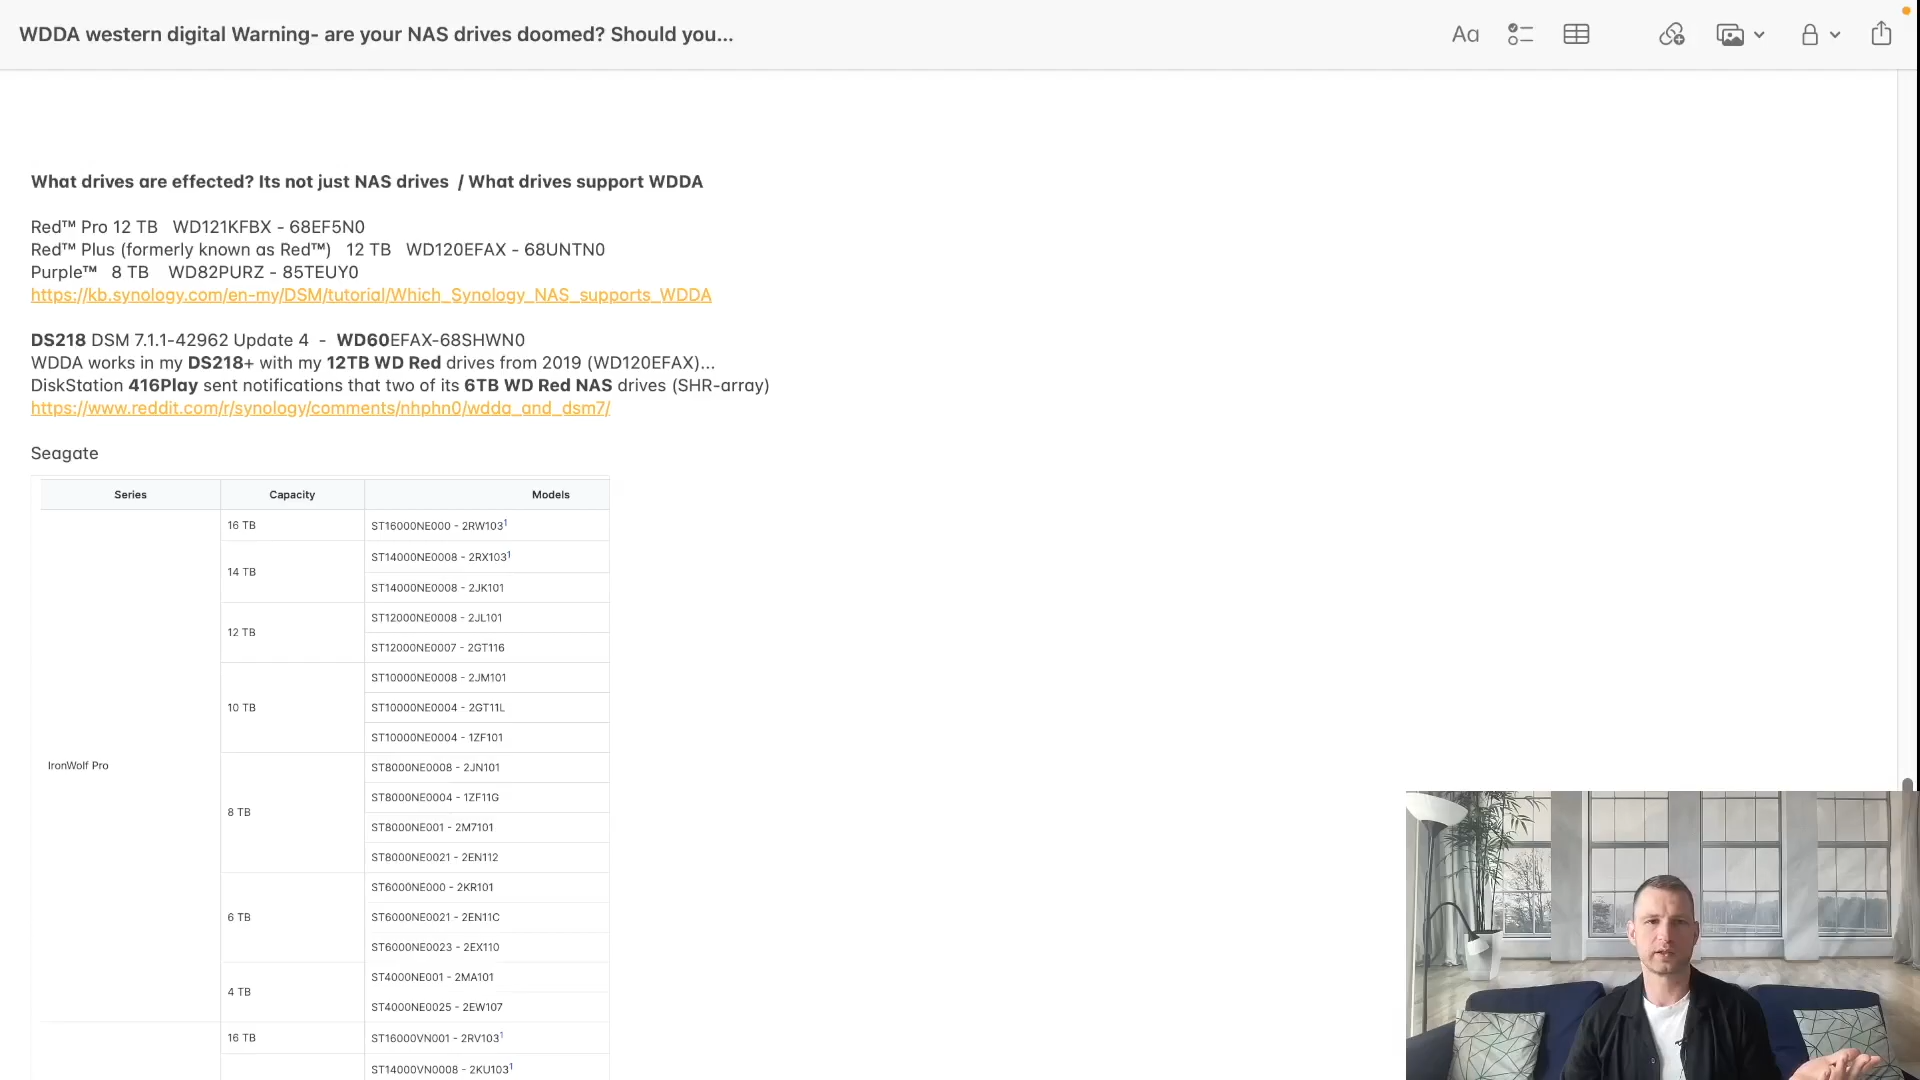 WDDA western digital Warning- are your NAS drives doomed? Should you...
Aa
What drives are effected? Its not just NAS drives / What drives support WDDA
Red™ Pro 12 TB WD121KFBX - 68EF5N0
Red™ Plus (formerly known as Red™) 12 TB WD120EFAX - 68UNTN0
Purple™ 8 TB WD82PURZ - 85TEUY0
https://kb.synology.com/en-my/DSM/tutorial/Which_Synology_NAS_supports_WDDA
DS218 DSM 7.1.1-42962 Update 4 - WD60EFAX-68SHWN0
WDDA works in my DS218+ with my 12TB WD Red drives from 2019 (WD120EFAX)...
DiskStation 416Play sent notifications that two of its 6TB WD Red NAS drives (SHR-array)
https://www.reddit.com/r/synology/comments/nhphn0/wdda_and_dsm7/
Seagate
Series Capacity Models
16 TB ST16000NE000 - 2RW103¹
ST14000NE0008 - 2RX103¹
14 TB
ST14000NE0008 - 2JK101
ST12000NE0008 - 2JL101
12 TB
ST12000NE0007 - 2GT116
ST10000NE0008 - 2JM101
10 TB ST10000NE0004 - 2GT11L
ST10000NE0004 - 1ZF101
IronWolf Pro
ST8000NE0008 - 2JN101
ST8000NE0004 - 1ZF11G
8 TB
ST8000NE001 - 2M7101
ST8000NE0021 - 2EN112
ST6000NE000 - 2KR101
6 TB ST6000NE0021 - 2EN11C
ST6000NE0023 - 2EX110
ST4000NE001 - 2MA101
4 TB
ST4000NE0025 - 2EW107
16 TB ST16000VN001 - 2RV103¹
ST14000VN0008 - 2KU103¹